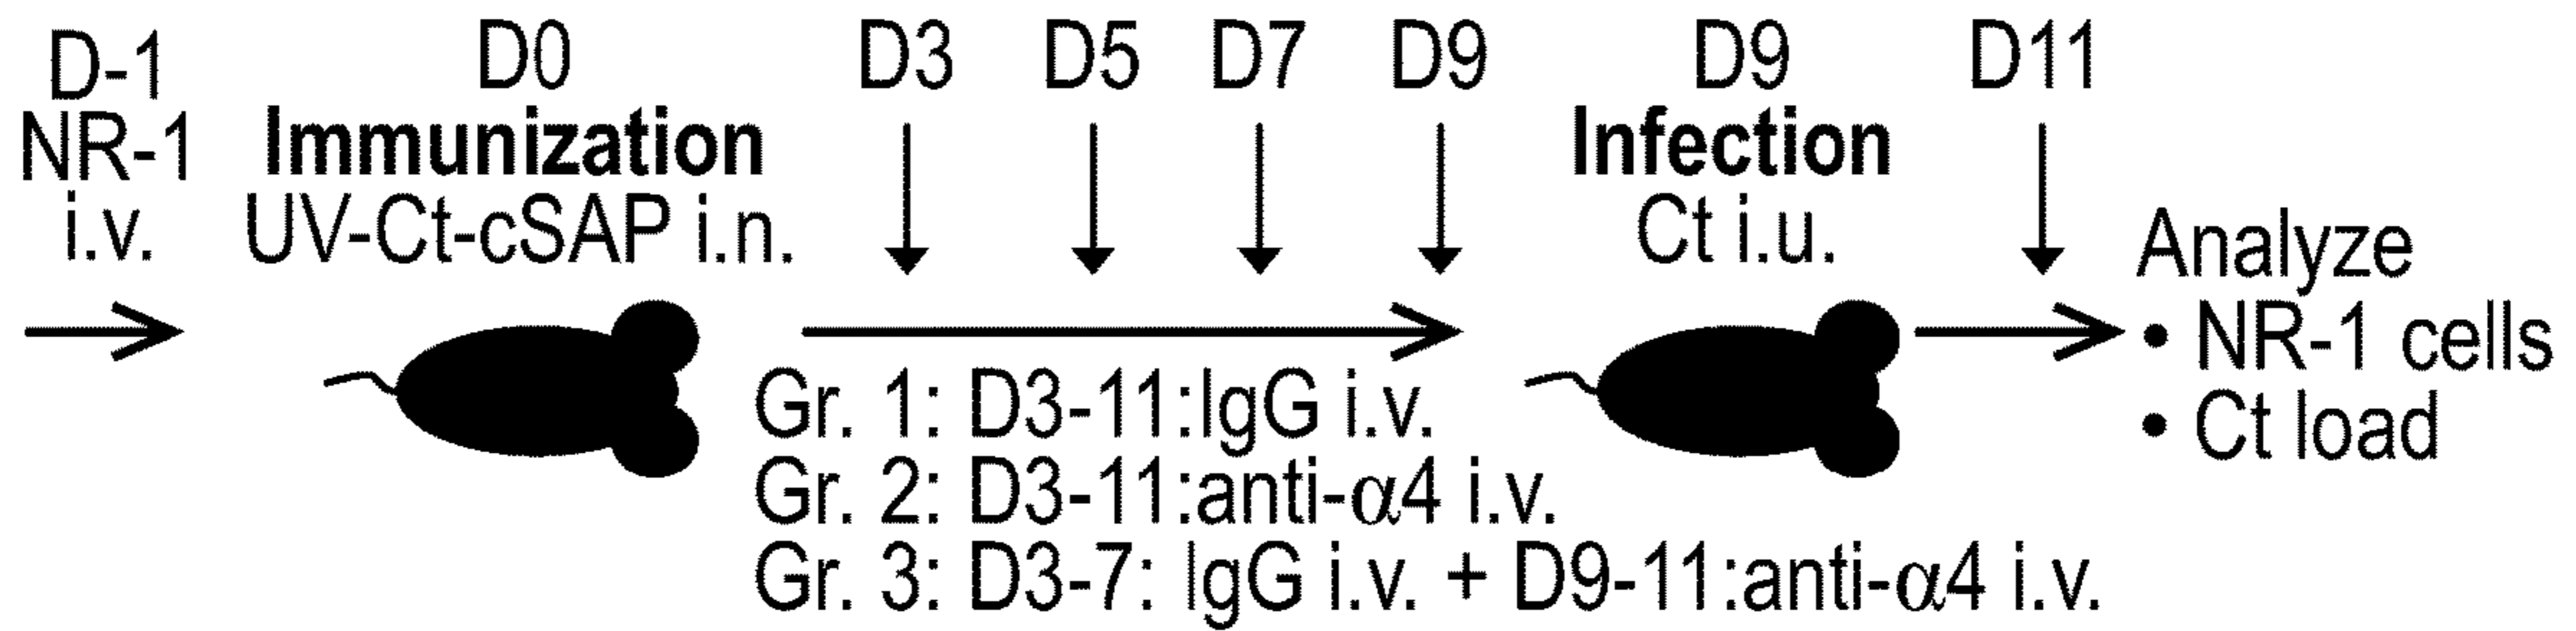 D-1
NR-1
i.v.
D0
Immunization
UV-Ct-cSAP i.n.
D3
D5
D7
D9
D9
Infection
Ct i.u.
D11
Analyze
• NR-1 cells
• Ct load
Gr. 1: D3-11:IgG i.v.
Gr. 2: D3-11:anti-α4 i.v.
Gr. 3: D3-7: IgG i.v. + D9-11:anti-α4 i.v.